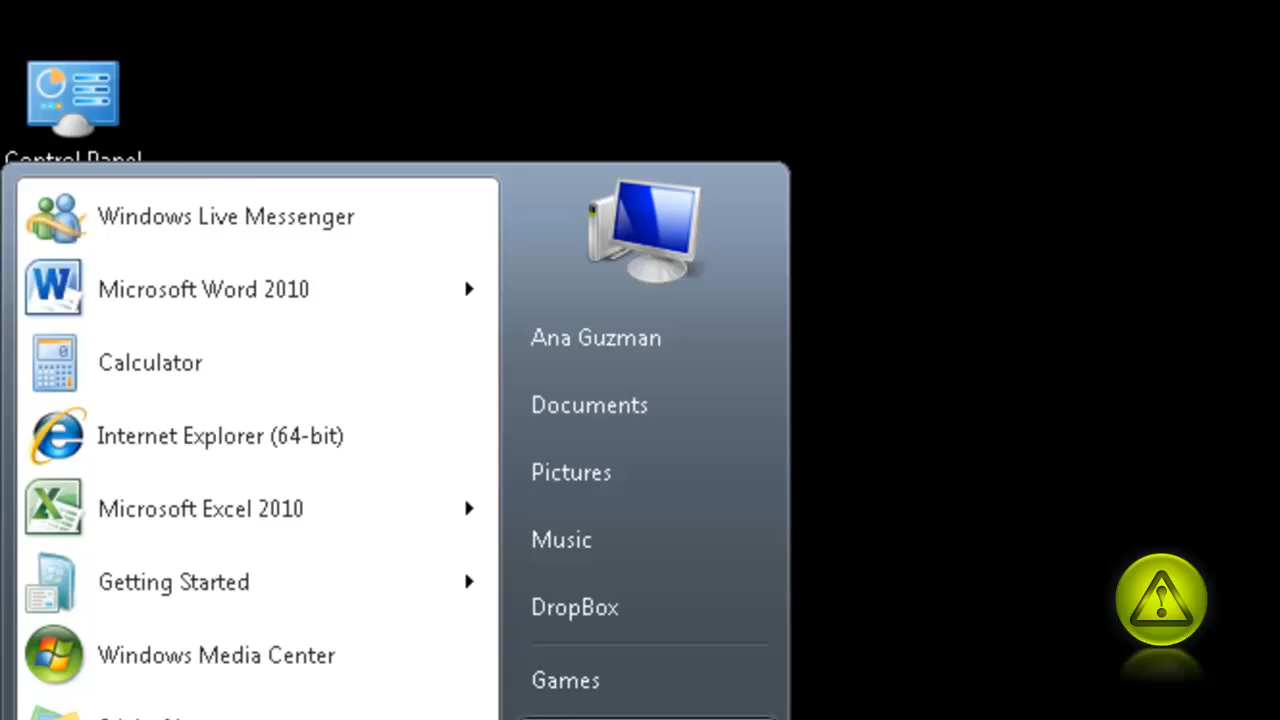 Control Panel
Windows Live Messenger
Microsoft Word 2010
Calculator
Internet Explorer (64-bit)
Microsoft Excel 2010
Getting Started
Windows Media Center
Ana Guzman
Documents
Pictures
Music
DropBox
Games